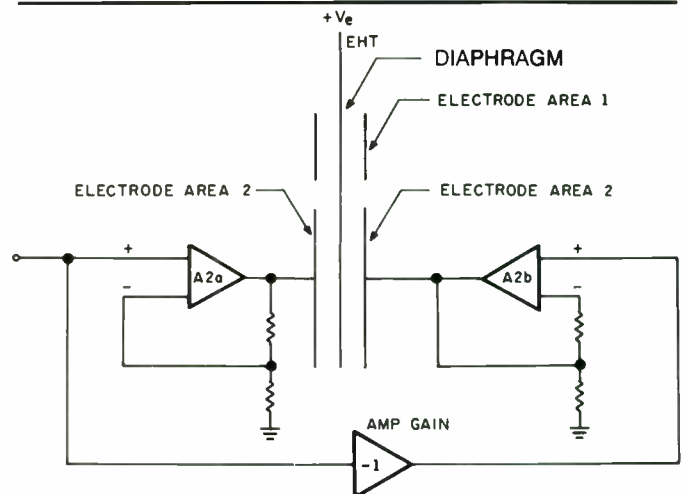 +Ve
EHT
DIAPHRAGM
ELECTRODE AREA 1
ELECTRODE AREA 2
ELECTRODE AREA 2
+
A2a
-
+
A2b
-
AMP GAIN
-1